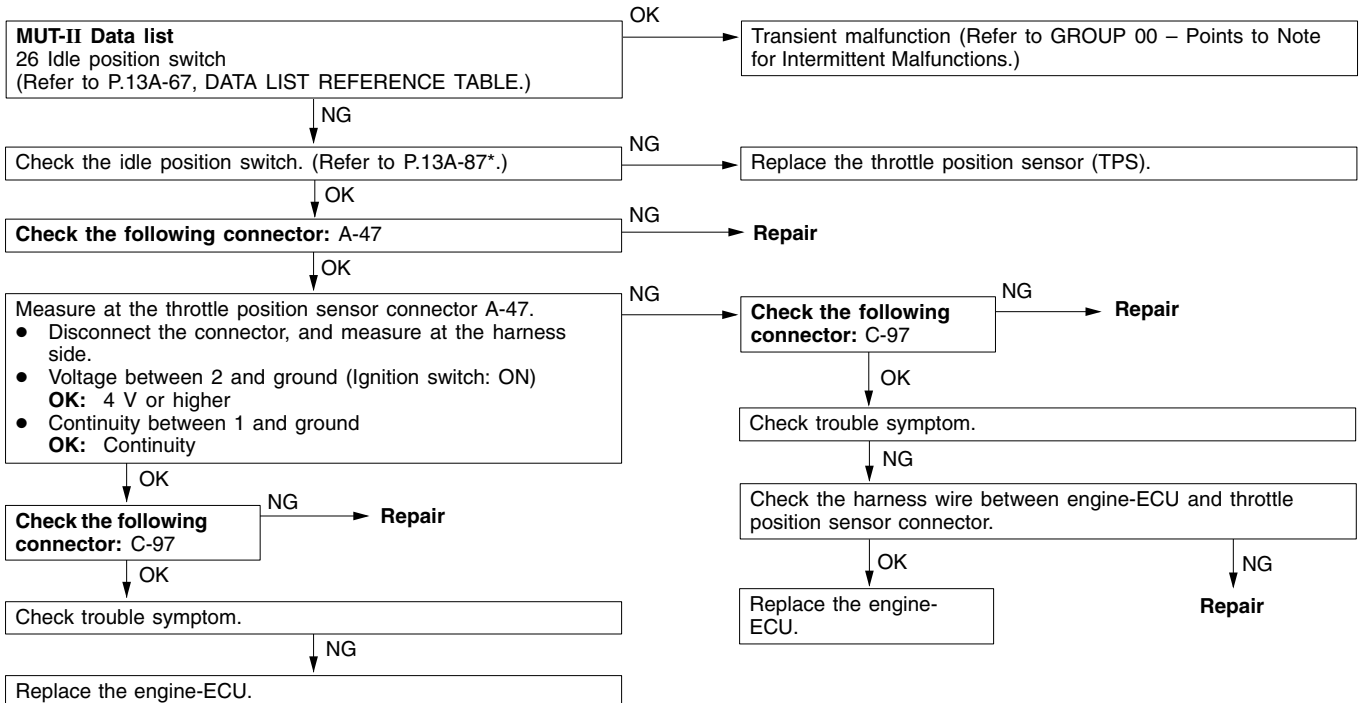 OK
MUT-II Data list
26 Idle position switch
(Refer to P.13A-67, DATA LIST REFERENCE TABLE.)
Transient malfunction (Refer to GROUP 00 – Points to Note
for Intermittent Malfunctions.)
NG
Check the idle position switch. (Refer to P.13A-87*.)
NG
Replace the throttle position sensor (TPS).
OK
Check the following connector: A-47
NG
Repair
OK
Measure at the throttle position sensor connector A-47.
● Disconnect the connector, and measure at the harness
side.
● Voltage between 2 and ground (Ignition switch: ON)
OK: 4 V or higher
● Continuity between 1 and ground
OK: Continuity
NG
Check the following
connector: C-97
NG
Repair
OK
Check trouble symptom.
NG
Check the harness wire between engine-ECU and throttle
position sensor connector.
OK
Replace the engine-
ECU.
NG
Repair
OK
Check the following
connector: C-97
NG
Repair
OK
Check trouble symptom.
NG
Replace the engine-ECU.